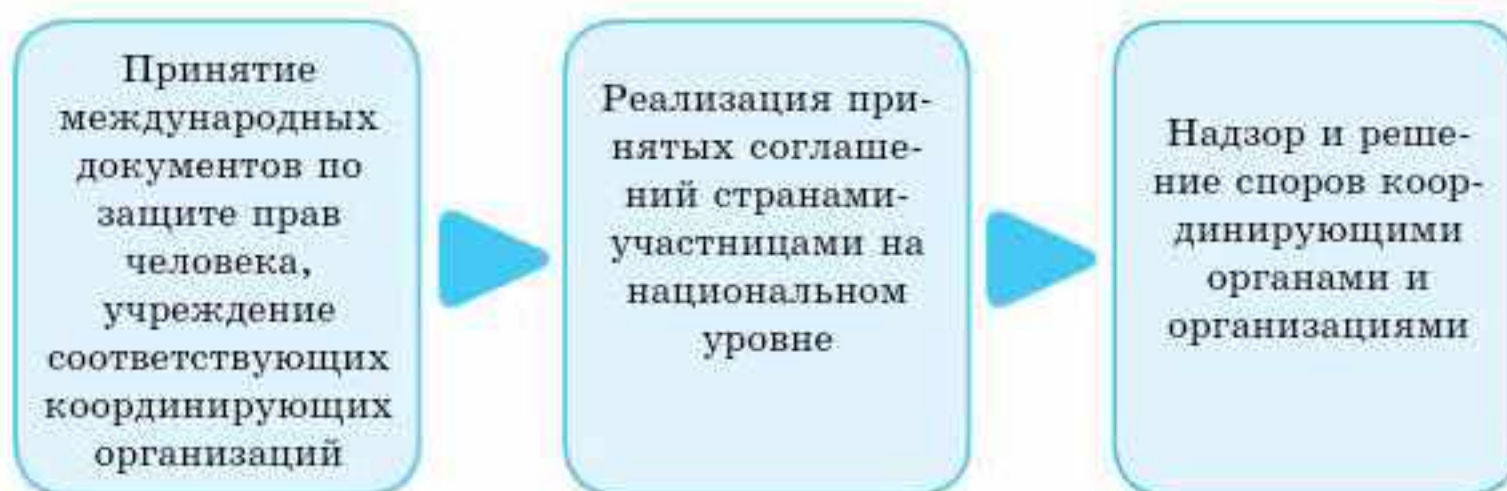 Принятие
международных
документов по
защите прав
человека,
учреждение
соответствующих
координирующих
организаций
Реализация при-
нятых соглаше-
ний странами-
участницами на
национальном
уровне
Надзор и реше-
ние споров коор-
динирующими
органами и
организациями